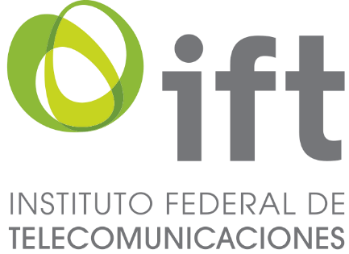 ift
INSTITUTO FEDERAL DE
TELECOMUNICACIONES